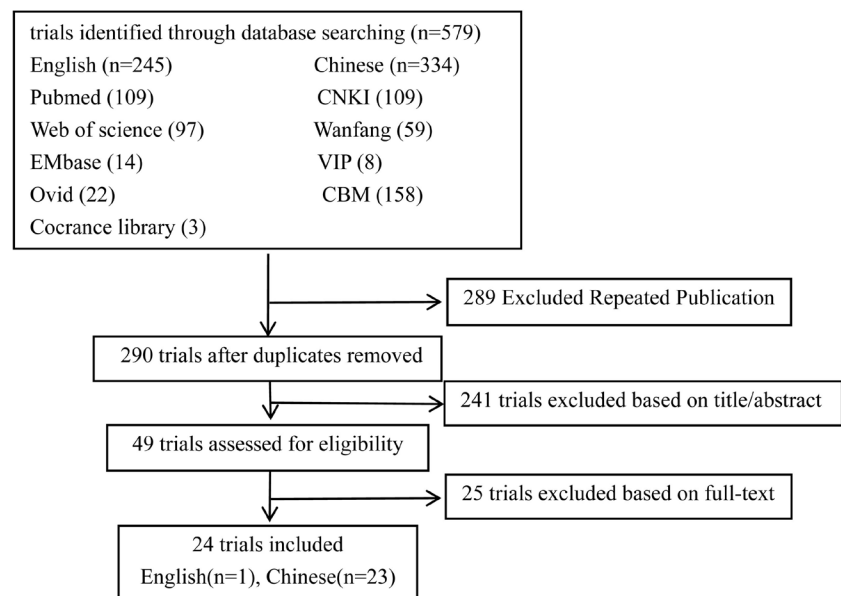 trials identified through database searching (n=579)
English (n=245) Chinese (n=334)
Pubmed (109) CNKI (109)
Web of science (97) Wanfang (59)
EMbase (14) VIP (8)
Ovid (22) CBM (158)
Cocrance library (3)
289 Excluded Repeated Publication
290 trials after duplicates removed
241 trials excluded based on title/abstract
49 trials assessed for eligibility
25 trials excluded based on full-text
24 trials included
English(n=1), Chinese(n=23)